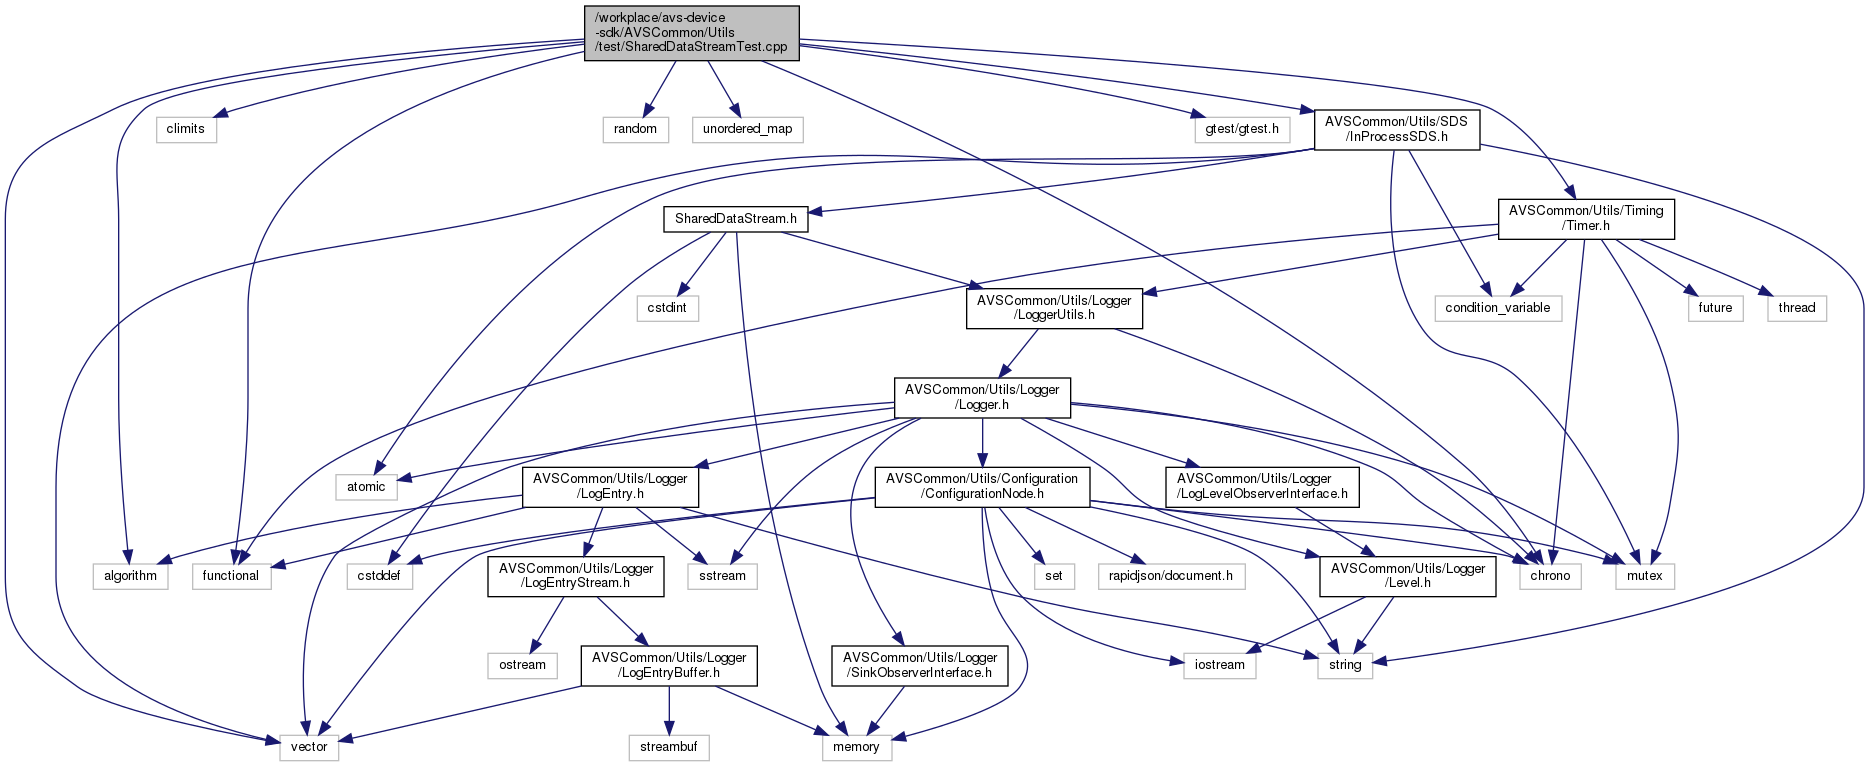 /workplace/avs-device
-sdk/AVSCommon/Utils
/test/SharedDataStreamTest.cpp
climits
random
unordered_map
gtest/gtest.h
AVSCommon/Utils/SDS
/InProcessSDS.h
SharedDataStream.h
AVSCommon/Utils/Timing
/Timer.h
cstdint
AVSCommon/Utils/Logger
/LoggerUtils.h
condition_variable
future
thread
AVSCommon/Utils/Logger
/Logger.h
atomic
AVSCommon/Utils/Logger
/LogEntry.h
AVSCommon/Utils/Configuration
/ConfigurationNode.h
AVSCommon/Utils/Logger
/LogLevelObserverInterface.h
algorithm
functional
cstddef
AVSCommon/Utils/Logger
/LogEntryStream.h
sstream
set
rapidjson/document.h
AVSCommon/Utils/Logger
/Level.h
chrono
mutex
ostream
AVSCommon/Utils/Logger
/LogEntryBuffer.h
AVSCommon/Utils/Logger
/SinkObserverInterface.h
iostream
string
vector
streambuf
memory